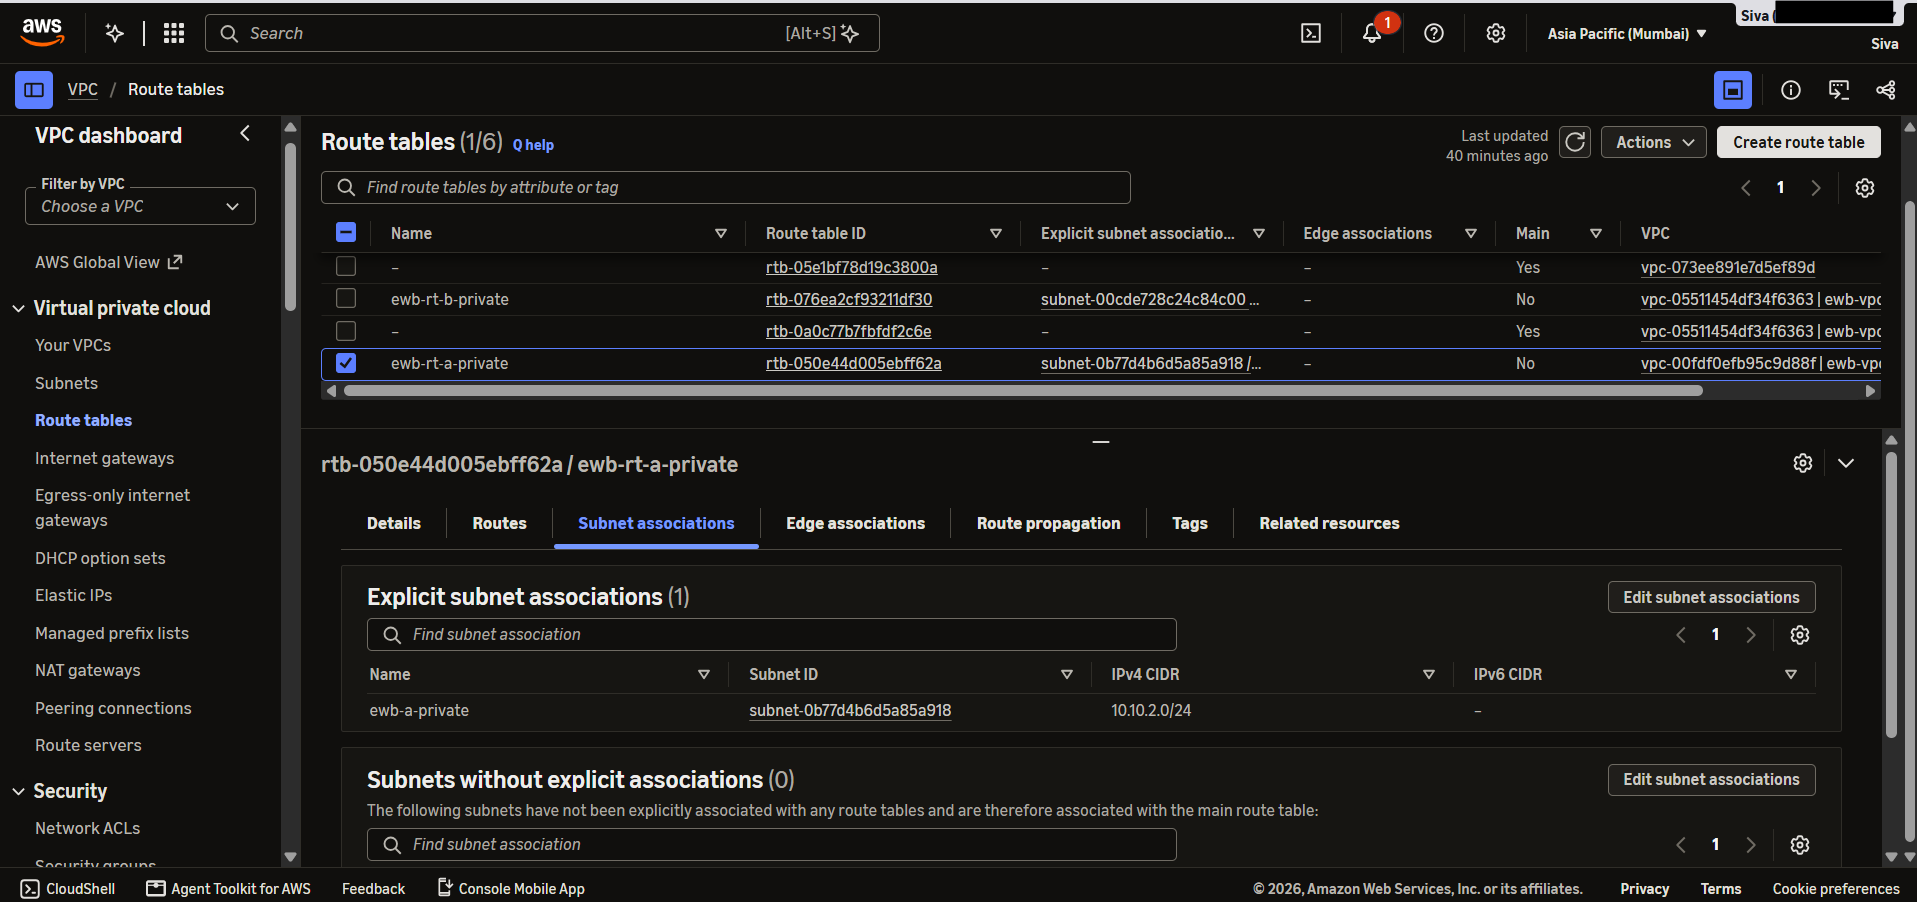 aws
Search [Alt+S]
1
Asia Pacific (Mumbai)
Siva (
Siva
VPC / Route tables
VPC dashboard
Filter by VPC
Choose a VPC
AWS Global View
Virtual private cloud
Your VPCs
Subnets
Route tables
Internet gateways
Egress-only internet
gateways
DHCP option sets
Elastic IPs
Managed prefix lists
NAT gateways
Peering connections
Route servers
Security
Network ACLs
Security groups
Route tables (1/6) Q help
Last updated
40 minutes ago
Actions
Create route table
Find route tables by attribute or tag
1
Name Route table ID Explicit subnet associatio... Edge associations Main VPC
– rtb-05e1bf78d19c3800a – – Yes vpc-073ee891e7d5ef89d
ewb-rt-b-private rtb-076ea2cf93211df30 subnet-00cde728c24c84c00 ... – No vpc-05511454df34f6363 | ewb-vpc
– rtb-0a0c77b7fbfdf2c6e – – Yes vpc-05511454df34f6363 | ewb-vpc
ewb-rt-a-private rtb-050e44d005ebff62a subnet-0b77d4b6d5a85a918 /... – No vpc-00fdf0efb95c9d88f | ewb-vpc
rtb-050e44d005ebff62a / ewb-rt-a-private
Details Routes Subnet associations Edge associations Route propagation Tags Related resources
Explicit subnet associations (1)
Edit subnet associations
Find subnet association
1
Name Subnet ID IPv4 CIDR IPv6 CIDR
ewb-a-private subnet-0b77d4b6d5a85a918 10.10.2.0/24 –
Subnets without explicit associations (0)
Edit subnet associations
The following subnets have not been explicitly associated with any route tables and are therefore associated with the main route table:
Find subnet association
1
CloudShell Agent Toolkit for AWS Feedback Console Mobile App
© 2026, Amazon Web Services, Inc. or its affiliates. Privacy Terms Cookie preferences